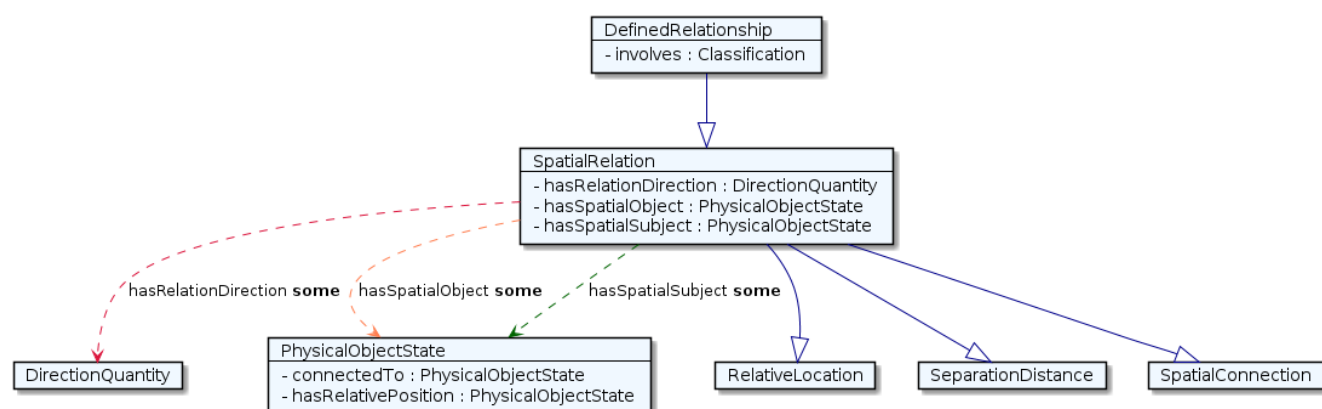 DefinedRelationship
- involves : Classification
SpatialRelation
- hasRelationDirection : DirectionQuantity
- hasSpatialObject : PhysicalObjectState
- hasSpatialSubject : PhysicalObjectState
hasRelationDirection some
hasSpatialObject some
hasSpatialSubject some
DirectionQuantity
PhysicalObjectState
- connectedTo : PhysicalObjectState
- hasRelativePosition : PhysicalObjectState
RelativeLocation
SeparationDistance
SpatialConnection